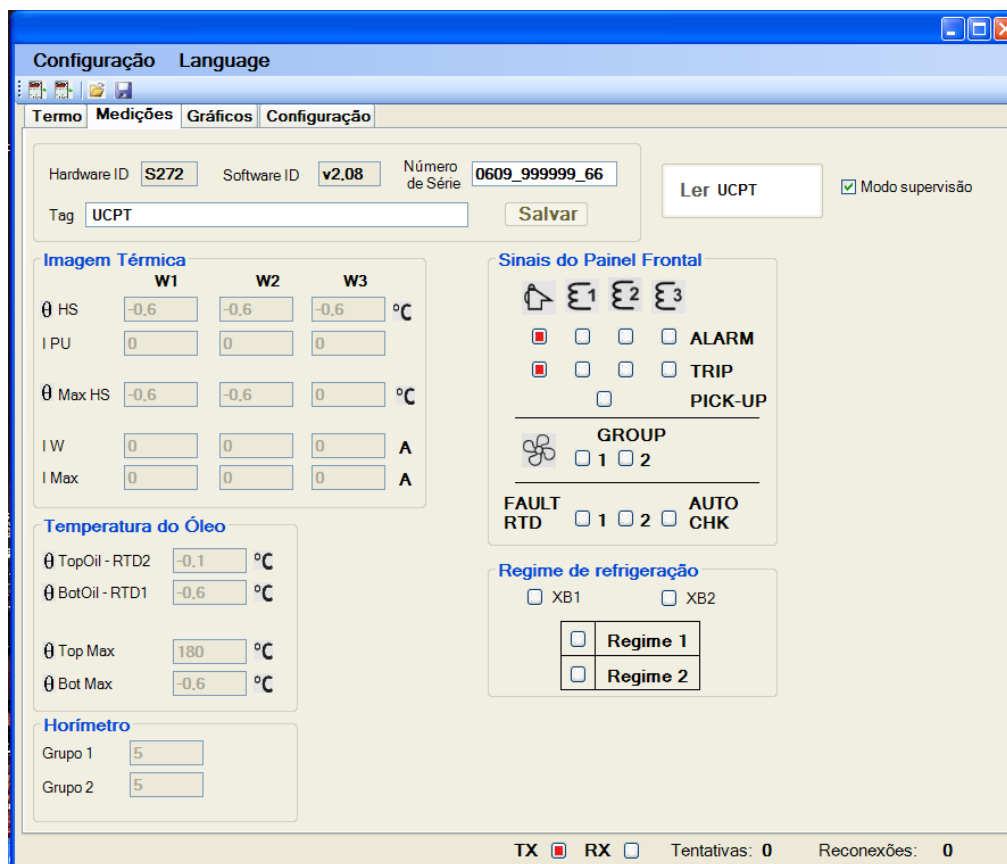 Configuração Language
Termo Medições Gráficos Configuração
Hardware ID S272 Software ID v2,08 Número de Série 0609_999999_66
Ler UCPT
Modo supervisão
Tag UCPT Salvar
Imagem Térmica
W1 W2 W3
θ HS -0,6 -0,6 -0,6 °C
I PU 0 0 0
θ Max HS -0,6 -0,6 0 °C
I W 0 0 0 A
I Max 0 0 0 A
Temperatura do Óleo
θ TopOil - RTD2 -0,1 °C
θ BotOil - RTD1 -0,6 °C
θ Top Max 180 °C
θ Bot Max -0,6 °C
Horímetro
Grupo 1 5
Grupo 2 5
Sinais do Painel Frontal
1 2 3
ALARM
TRIP
PICK-UP
GROUP
1 2
FAULT RTD 1 2 AUTO CHK
Regime de refrigeração
XB1 XB2
Regime 1
Regime 2
TX RX Tentativas: 0 Reconexões: 0